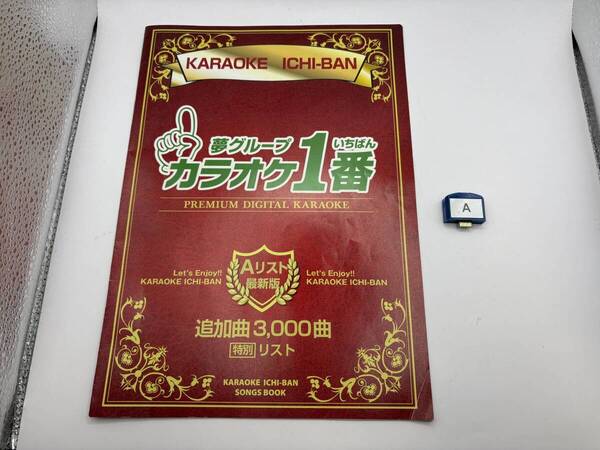 KARAOKE ICHI-BAN
夢グループ
いちばん
カラオケ1番
PREMIUM DIGITAL KARAOKE
Let's Enjoy!!
KARAOKE ICHI-BAN
Aリスト
最新版
Let's Enjoy!!
KARAOKE ICHI-BAN
追加曲3,000曲
特別 リスト
KARAOKE ICHI-BAN
SONGS BOOK
A